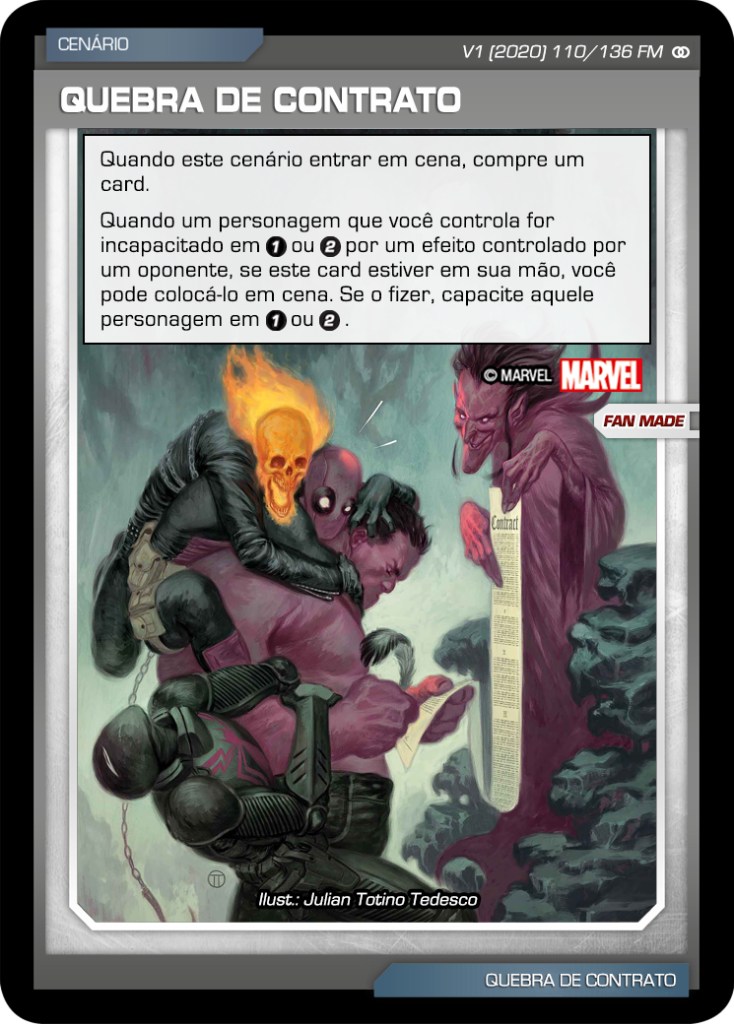 CENÁRIO
V1 (2020) 110/136 FM
QUEBRA DE CONTRATO
Quando este cenário entrar em cena, compre um
card.
Quando um personagem que você controla for
incapacitado em 1 ou 2 por um efeito controlado por
um oponente, se este card estiver em sua mão, você
pode colocá-lo em cena. Se o fizer, capacite aquele
personagem em 1 ou 2 .
© MARVEL MARVEL
FAN MADE
Contract
Ilust.: Julian Totino Tedesco
QUEBRA DE CONTRATO